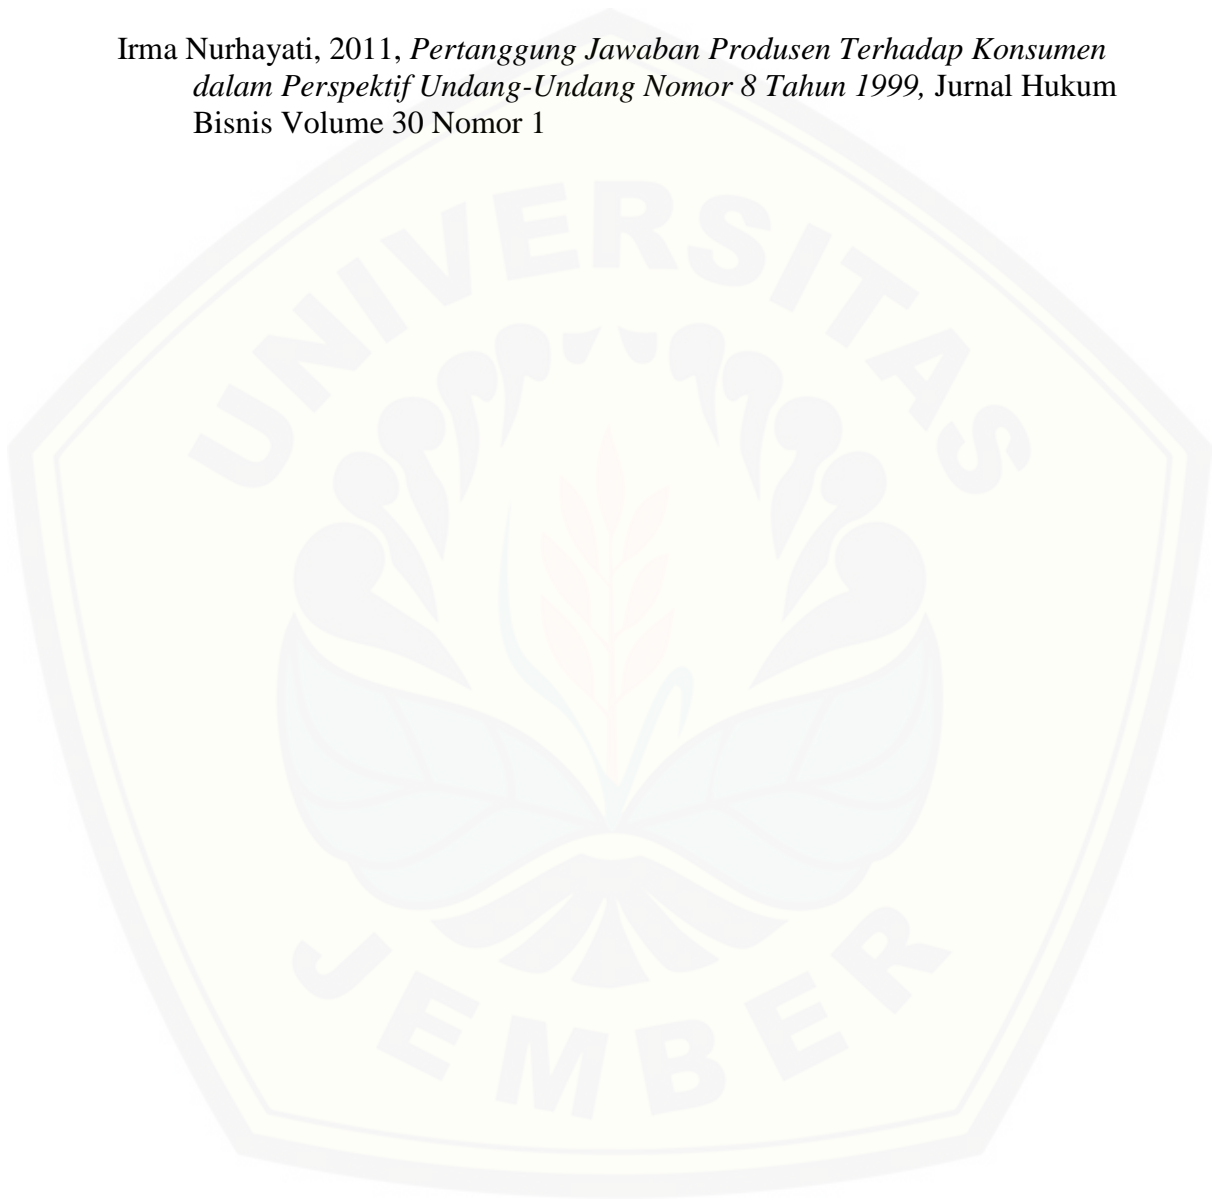 Irma Nurhayati, 2011, Pertanggung Jawaban Produsen Terhadap Konsumen
dalam Perspektif Undang-Undang Nomor 8 Tahun 1999, Jurnal Hukum
Bisnis Volume 30 Nomor 1
UNIVERSITAS
JEMBER